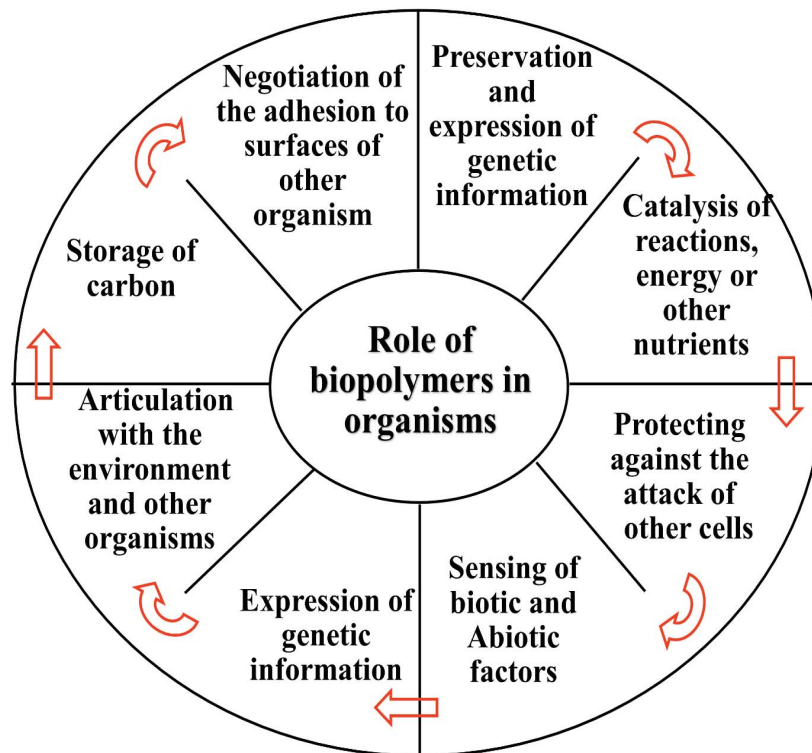 Role of
biopolymers in
organisms
Preservation
and
expression of
genetic
information
Catalysis of
reactions,
energy or
other
nutrients
Protecting
against the
attack of
other cells
Sensing of
biotic and
Abiotic
factors
Expression of
genetic
information
Articulation
with the
environment
and other
organisms
Storage of
carbon
Negotiation of
the adhesion to
surfaces of
other
organism